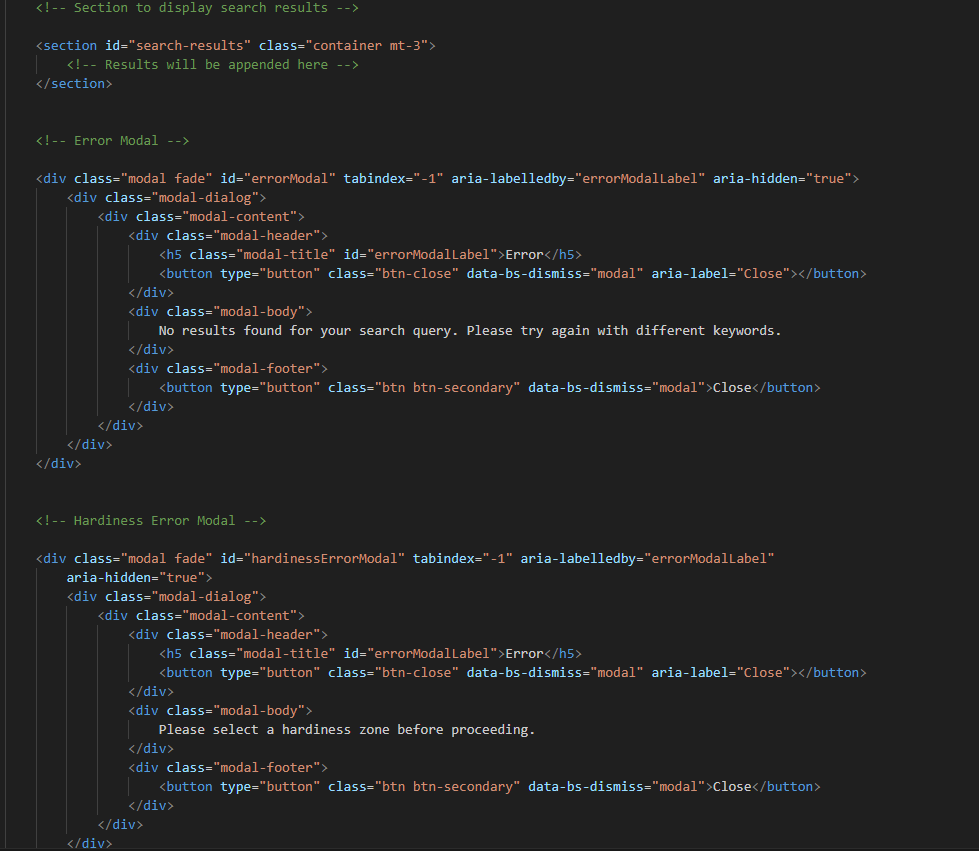 <!-- Section to display search results -->
<section id="search-results" class="container mt-3">
<!-- Results will be appended here -->
</section>
<!-- Error Modal -->
<div class="modal fade" id="errorModal" tabindex="-1" aria-labelledby="errorModalLabel" aria-hidden="true">
<div class="modal-dialog">
<div class="modal-content">
<div class="modal-header">
<h5 class="modal-title" id="errorModalLabel">Error</h5>
<button type="button" class="btn-close" data-bs-dismiss="modal" aria-label="Close"></button>
</div>
<div class="modal-body">
No results found for your search query. Please try again with different keywords.
</div>
<div class="modal-footer">
<button type="button" class="btn btn-secondary" data-bs-dismiss="modal">Close</button>
</div>
</div>
</div>
</div>
<!-- Hardiness Error Modal -->
<div class="modal fade" id="hardinessErrorModal" tabindex="-1" aria-labelledby="errorModalLabel"
aria-hidden="true">
<div class="modal-dialog">
<div class="modal-content">
<div class="modal-header">
<h5 class="modal-title" id="errorModalLabel">Error</h5>
<button type="button" class="btn-close" data-bs-dismiss="modal" aria-label="Close"></button>
</div>
<div class="modal-body">
Please select a hardiness zone before proceeding.
</div>
<div class="modal-footer">
<button type="button" class="btn btn-secondary" data-bs-dismiss="modal">Close</button>
</div>
</div>
</div>